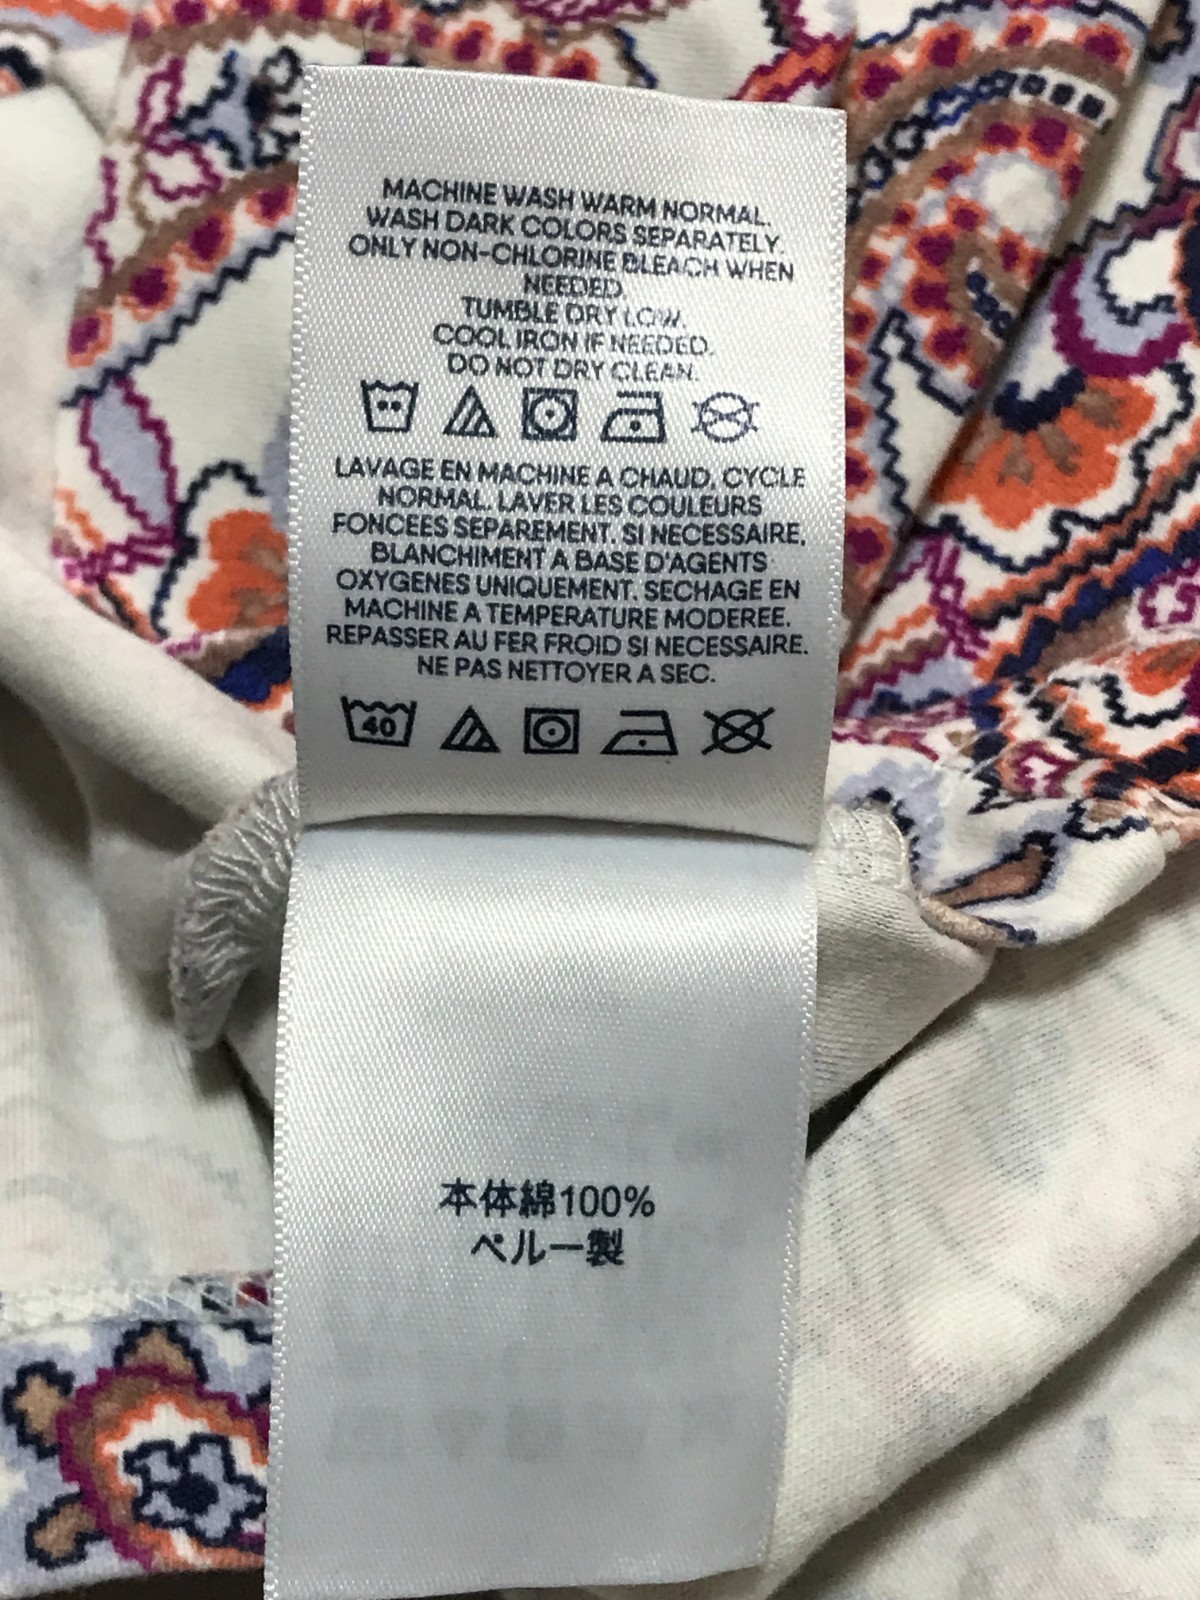 MACHINE WASH WARM NORMAL.
WASH DARK COLORS SEPARATELY.
ONLY NON-CHLORINE BLEACH WHEN
NEEDED.
TUMBLE DRY LOW.
COOL IRON IF NEEDED.
DO NOT DRY CLEAN.
LAVAGE EN MACHINE A CHAUD, CYCLE
NORMAL. LAVER LES COULEURS
FONCEES SEPAREMENT. SI NECESSAIRE,
BLANCHIMENT A BASE D'AGENTS
OXYGENES UNIQUEMENT. SECHAGE EN
MACHINE A TEMPERATURE MODEREE.
REPASSER AU FER FROID SI NECESSAIRE.
NE PAS NETTOYER A SEC.
40
本体綿100%
ペルー製